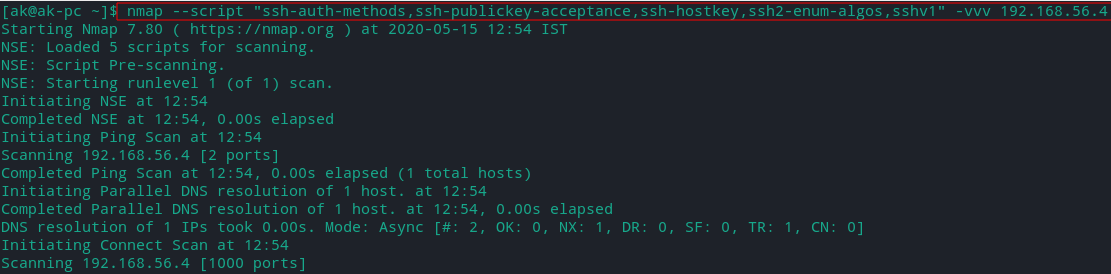 [ak@ak-pc ~]$ nmap --script "ssh-auth-methods,ssh-publickey-acceptance,ssh-hostkey,ssh2-enum-algos,sshv1" -vvv 192.168.56.4
Starting Nmap 7.80 ( https://nmap.org ) at 2020-05-15 12:54 IST
NSE: Loaded 5 scripts for scanning.
NSE: Script Pre-scanning.
NSE: Starting runlevel 1 (of 1) scan.
Initiating NSE at 12:54
Completed NSE at 12:54, 0.00s elapsed
Initiating Ping Scan at 12:54
Scanning 192.168.56.4 [2 ports]
Completed Ping Scan at 12:54, 0.00s elapsed (1 total hosts)
Initiating Parallel DNS resolution of 1 host. at 12:54
Completed Parallel DNS resolution of 1 host. at 12:54, 0.00s elapsed
DNS resolution of 1 IPs took 0.00s. Mode: Async [#: 2, OK: 0, NX: 1, DR: 0, SF: 0, TR: 1, CN: 0]
Initiating Connect Scan at 12:54
Scanning 192.168.56.4 [1000 ports]